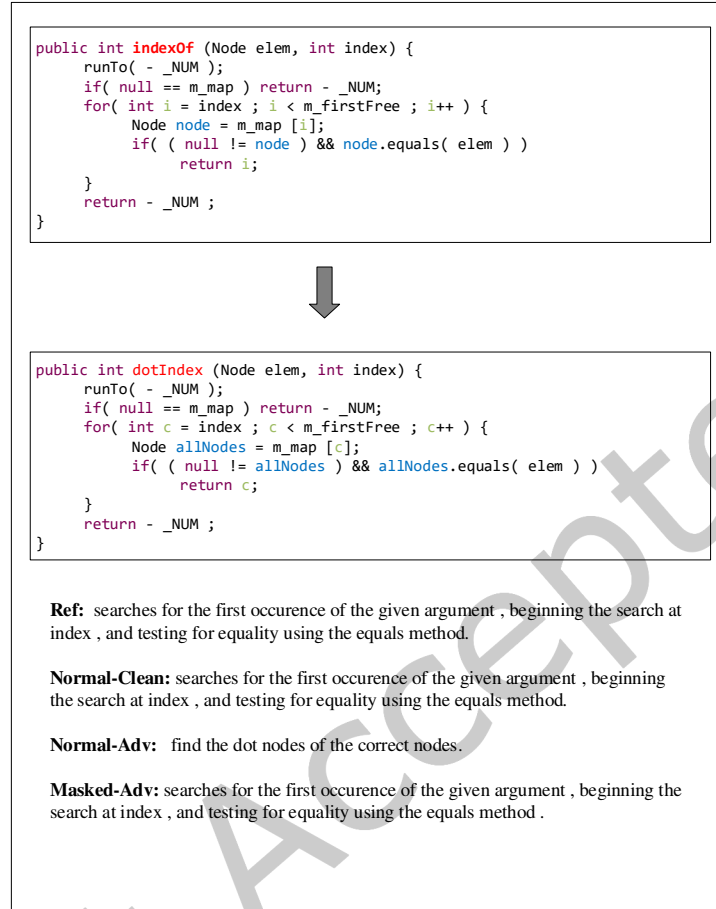 public int indexOf (Node elem, int index) {
runTo( - _NUM );
if( null == m_map ) return - _NUM;
for( int i = index ; i < m_firstFree ; i++ ) {
Node node = m_map [i];
if( ( null != node ) && node.equals( elem ) )
return i;
}
return - _NUM ;
}
public int dotIndex (Node elem, int index) {
runTo( - _NUM );
if( null == m_map ) return - _NUM;
for( int c = index ; c < m_firstFree ; c++ ) {
Node allNodes = m_map [c];
if( ( null != allNodes ) && allNodes.equals( elem ) )
return c;
}
return - _NUM ;
}
Ref: searches for the first occurence of the given argument , beginning the search at
index , and testing for equality using the equals method.
Normal-Clean: searches for the first occurence of the given argument , beginning
the search at index , and testing for equality using the equals method.
Normal-Adv: find the dot nodes of the correct nodes.
Masked-Adv: searches for the first occurence of the given argument , beginning the
search at index , and testing for equality using the equals method .